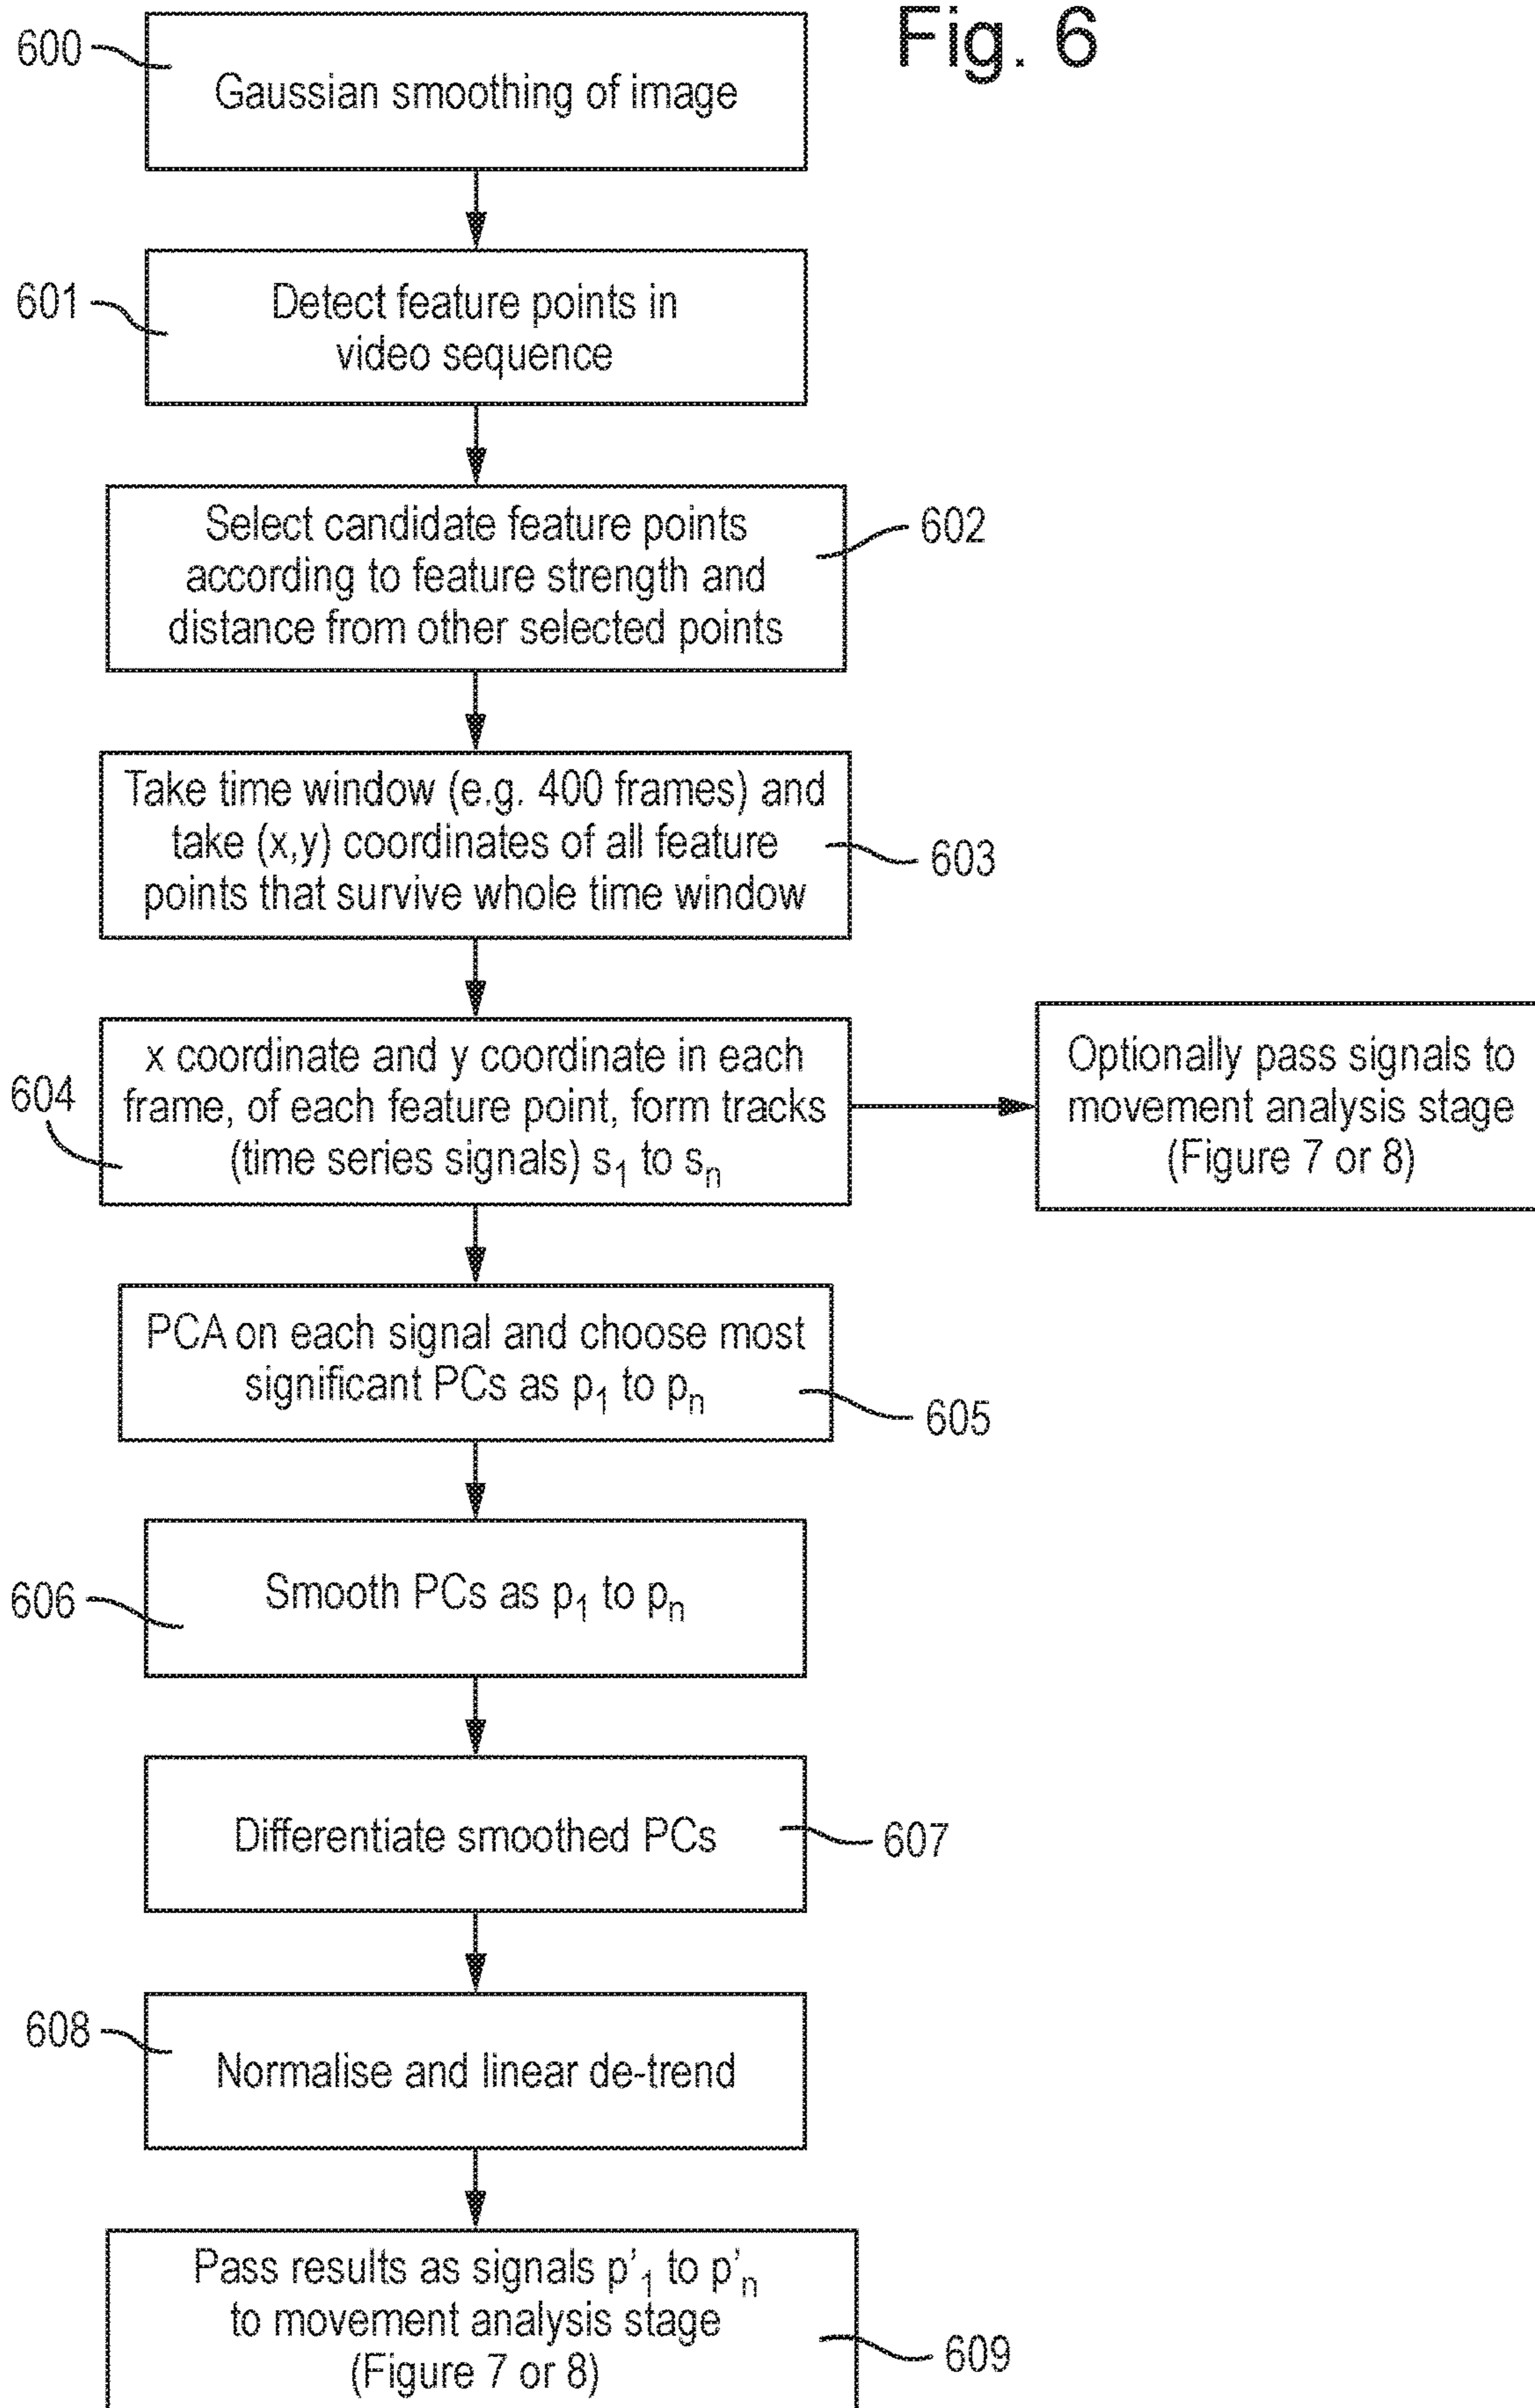 Fig. 6
600
Gaussian smoothing of image
601
Detect feature points in
video sequence
Select candidate feature points
according to feature strength and
distance from other selected points
602
Take time window (e.g. 400 frames) and
take (x,y) coordinates of all feature
points that survive whole time window
603
604
x coordinate and y coordinate in each
frame, of each feature point, form tracks
(time series signals) s₁ to sₙ
Optionally pass signals to
movement analysis stage
(Figure 7 or 8)
PCA on each signal and choose most
significant PCs as p₁ to pₙ
605
606
Smooth PCs as p₁ to pₙ
Differentiate smoothed PCs
607
608
Normalise and linear de-trend
Pass results as signals p'₁ to p'ₙ
to movement analysis stage
(Figure 7 or 8)
609